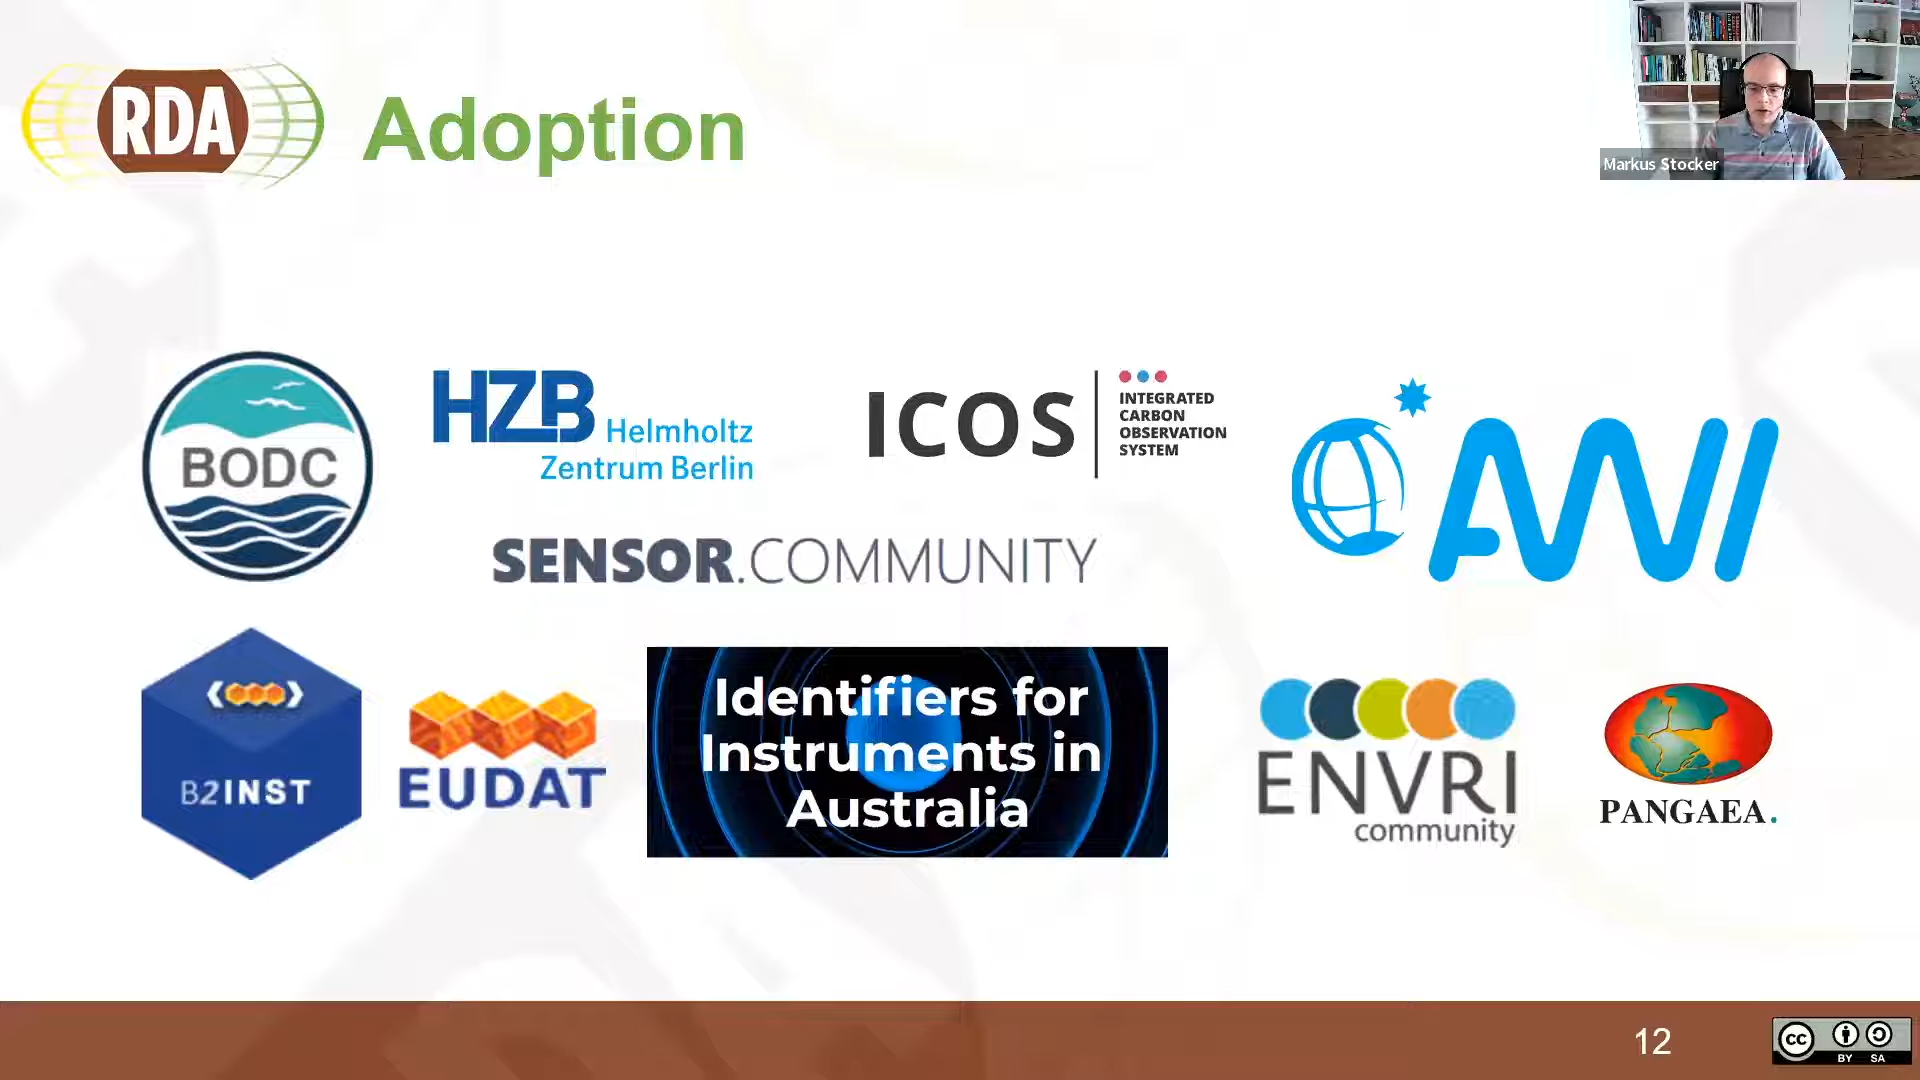 RDA
Adoption
Markus Stocker
BODC
HZB Helmholtz
Zentrum Berlin
ICOS
INTEGRATED
CARBON
OBSERVATION
SYSTEM
AWI
SENSOR.COMMUNITY
B2INST
EUDAT
Identifiers for
Instruments in
Australia
ENVRI
community
PANGAEA.
12
cc
BY SA